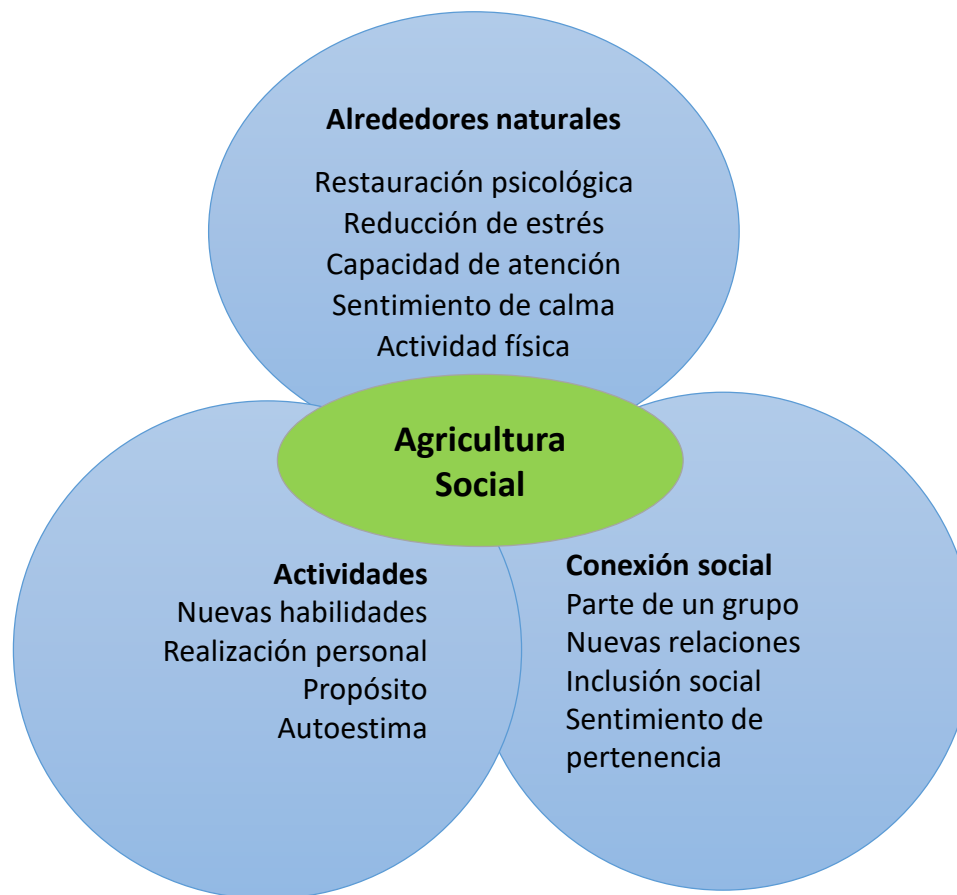 Alrededores naturales
Restauración psicológica
Reducción de estrés
Capacidad de atención
Sentimiento de calma
Actividad física
Agricultura
Social
Actividades
Nuevas habilidades
Realización personal
Propósito
Autoestima
Conexión social
Parte de un grupo
Nuevas relaciones
Inclusión social
Sentimiento de
pertenencia